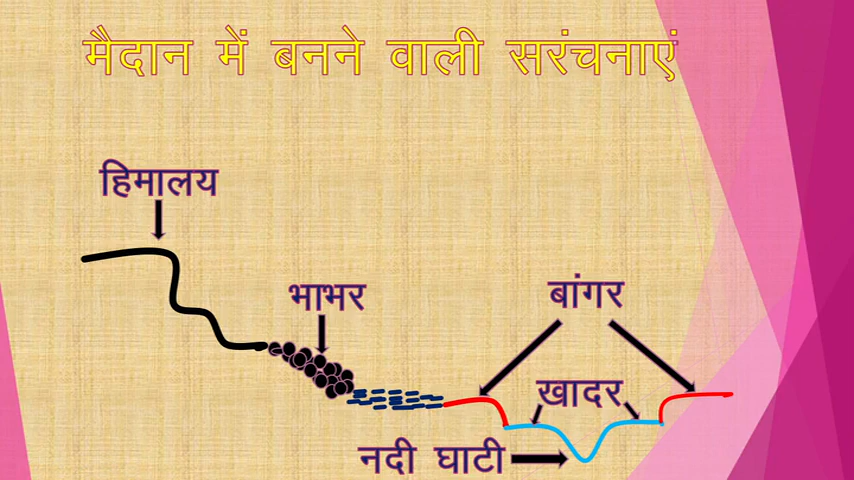 मैदान में बनने वाली सरंचनाएं
हिमालय
भाभर
बांगर
खादर
नदी घाटी